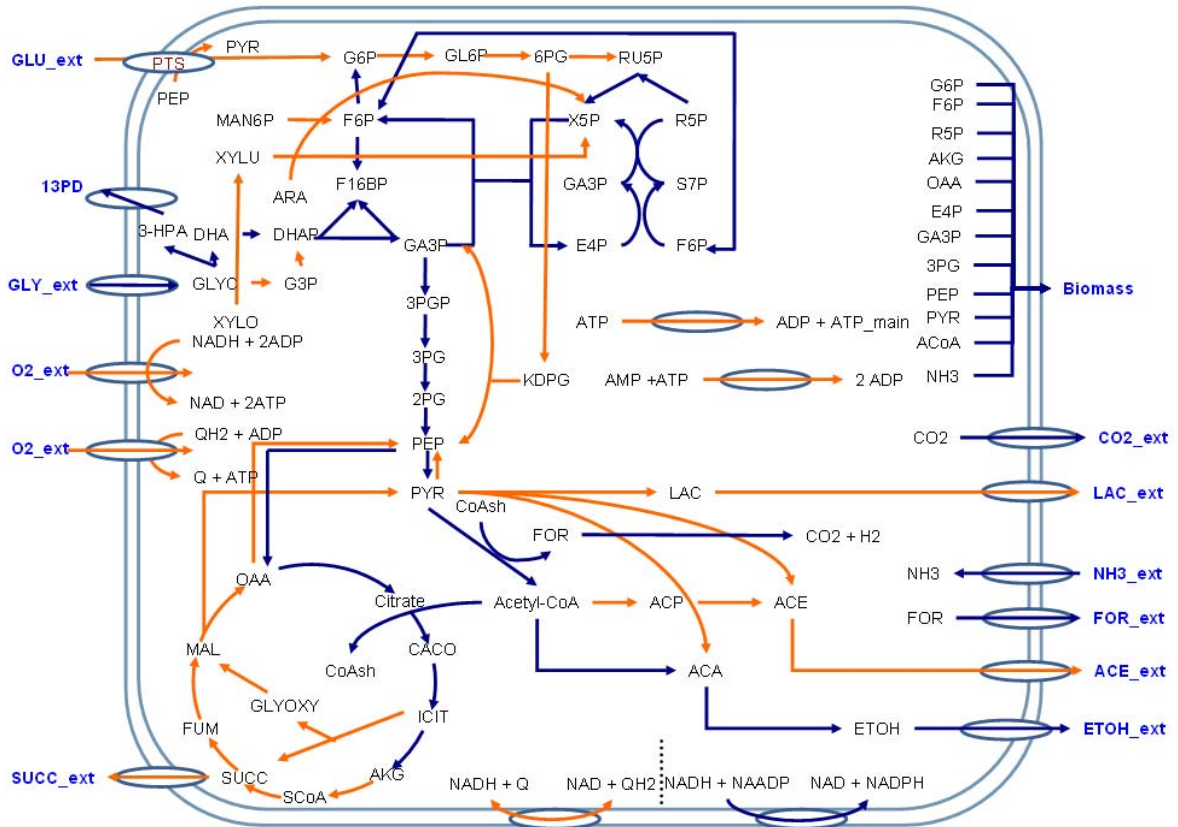 GLU_ext
PTS
PYR
PEP
G6P
GL6P
6PG
RU5P
MAN6P
F6P
X5P
R5P
XYLU
ARA
F16BP
GA3P
S7P
13PD
3-HPA
DHA
DHAP
GA3P
E4P
F6P
GLY_ext
GLYC
G3P
XYLO
3PGP
ATP
ADP + ATP_main
NADH + 2ADP
O2_ext
NAD + 2ATP
3PG
KDPG
AMP +ATP
2 ADP
2PG
QH2 + ADP
O2_ext
Q + ATP
PEP
PYR
CoAsh
LAC
FOR
CO2 + H2
OAA
Citrate
Acetyl-CoA
ACP
ACE
MAL
CoAsh
CACO
ACA
GLYOXY
ICIT
FUM
ETOH
SUCC_ext
SUCC
AKG
SCoA
NADH + Q
NAD + QH2
NADH + NAADP
NAD + NADPH
G6P
F6P
R5P
AKG
OAA
E4P
GA3P
3PG
PEP
PYR
ACoA
NH3
Biomass
CO2
CO2_ext
LAC_ext
NH3
NH3_ext
FOR
FOR_ext
ACE_ext
ETOH_ext